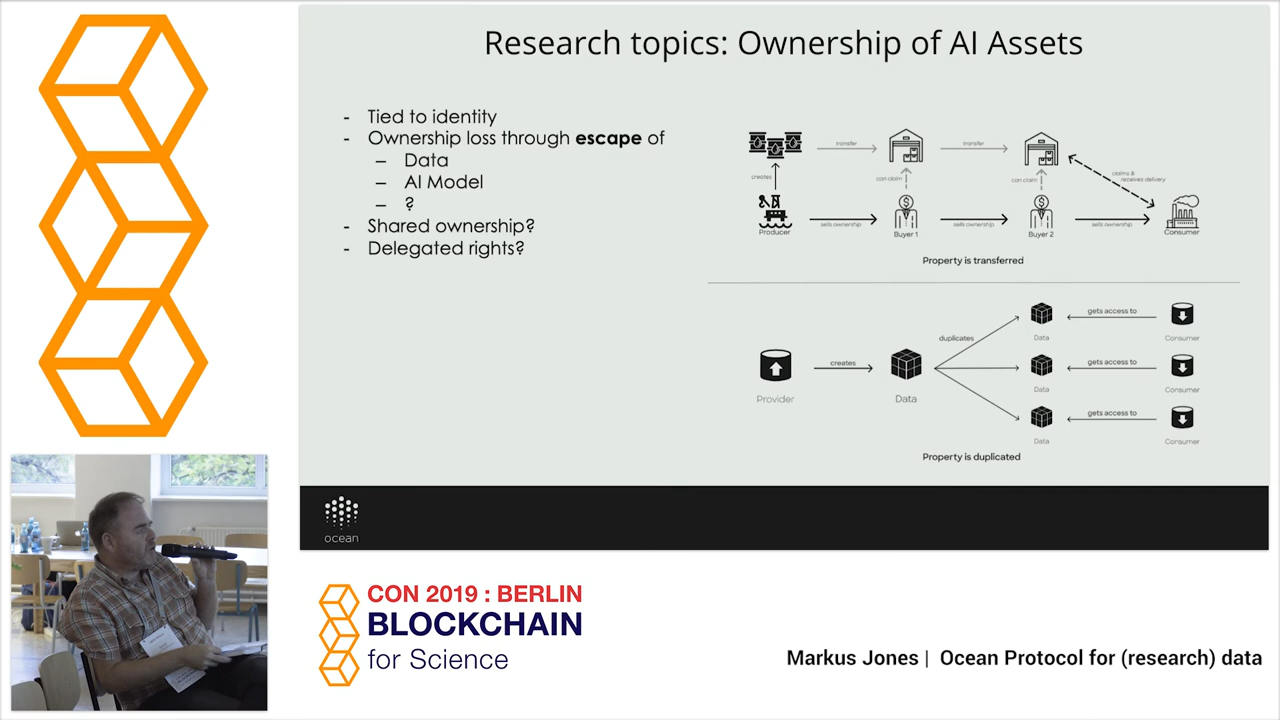 Research topics: Ownership of AI Assets
- Tied to identity
- Ownership loss through escape of
– Data
– AI Model
– ?
- Shared ownership?
- Delegated rights?
transfer
transfer
creates
can claim
can claim
claims &
receives delivery
Producer
sells ownership
Buyer 1
sells ownership
Buyer 2
sells ownership
Consumer
Property is transferred
Provider
creates
Data
duplicates
Data
gets access to
Consumer
Data
gets access to
Consumer
Data
gets access to
Consumer
Property is duplicated
ocean
CON 2019 : BERLIN
BLOCKCHAIN
for Science
Markus Jones | Ocean Protocol for (research) data